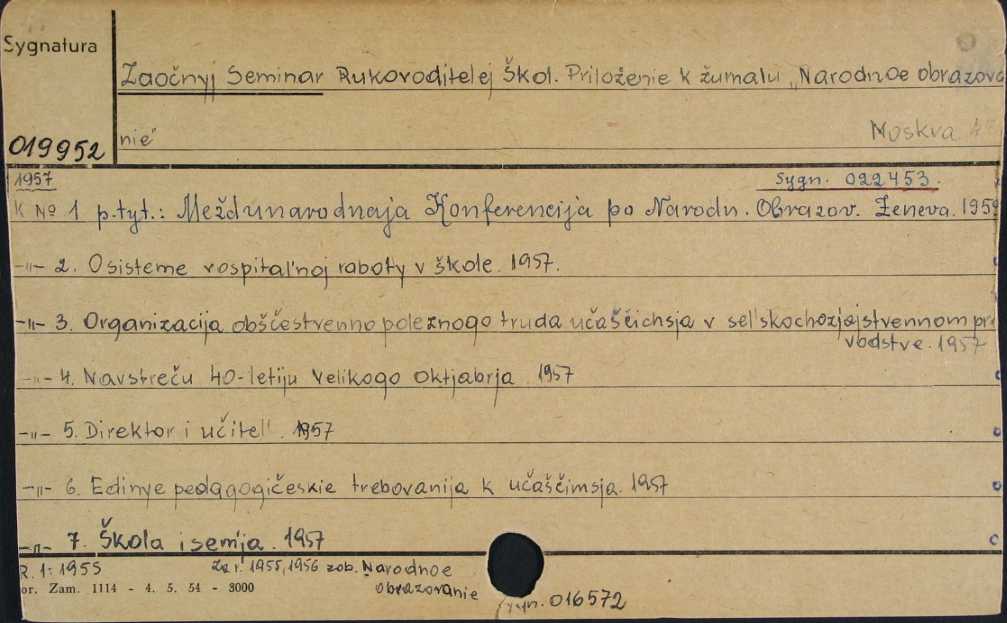 Sygnatura
Zaočnyj Seminar Rukovoditelej Škol. Priloženie k žurnalu „Narodnoe obrazova
nie" Moskva
019952
1957 Sygn. 022453.
K № 1 p.tyt.: Meždunarodnaja Konferencija po Narodn. Obrazov. Ženeva. 1959
-"- 2. O sisteme vospital'noj raboty v škole. 1957.
-"- 3. Organizacija obščestvenno poleznogo truda učaščichsja v sel'skochozjajstvennom pro
vodstve. 1957
-"- 4. Navstreču 40-letiju Velikogo Oktjabrja 1957
-"- 5. Direktor i učitel'. 1957
-"- 6. Edinye pedagogičeskie trebovanija k učaščimsja. 1957
-"- 7. Škola i sem'ja. 1957
R. 1: 1955 Za r. 1955, 1956 zob. Narodnoe
obrazovanie
or. Zam. 1114 - 4. 5. 54 - 3000
Sygn. 016572